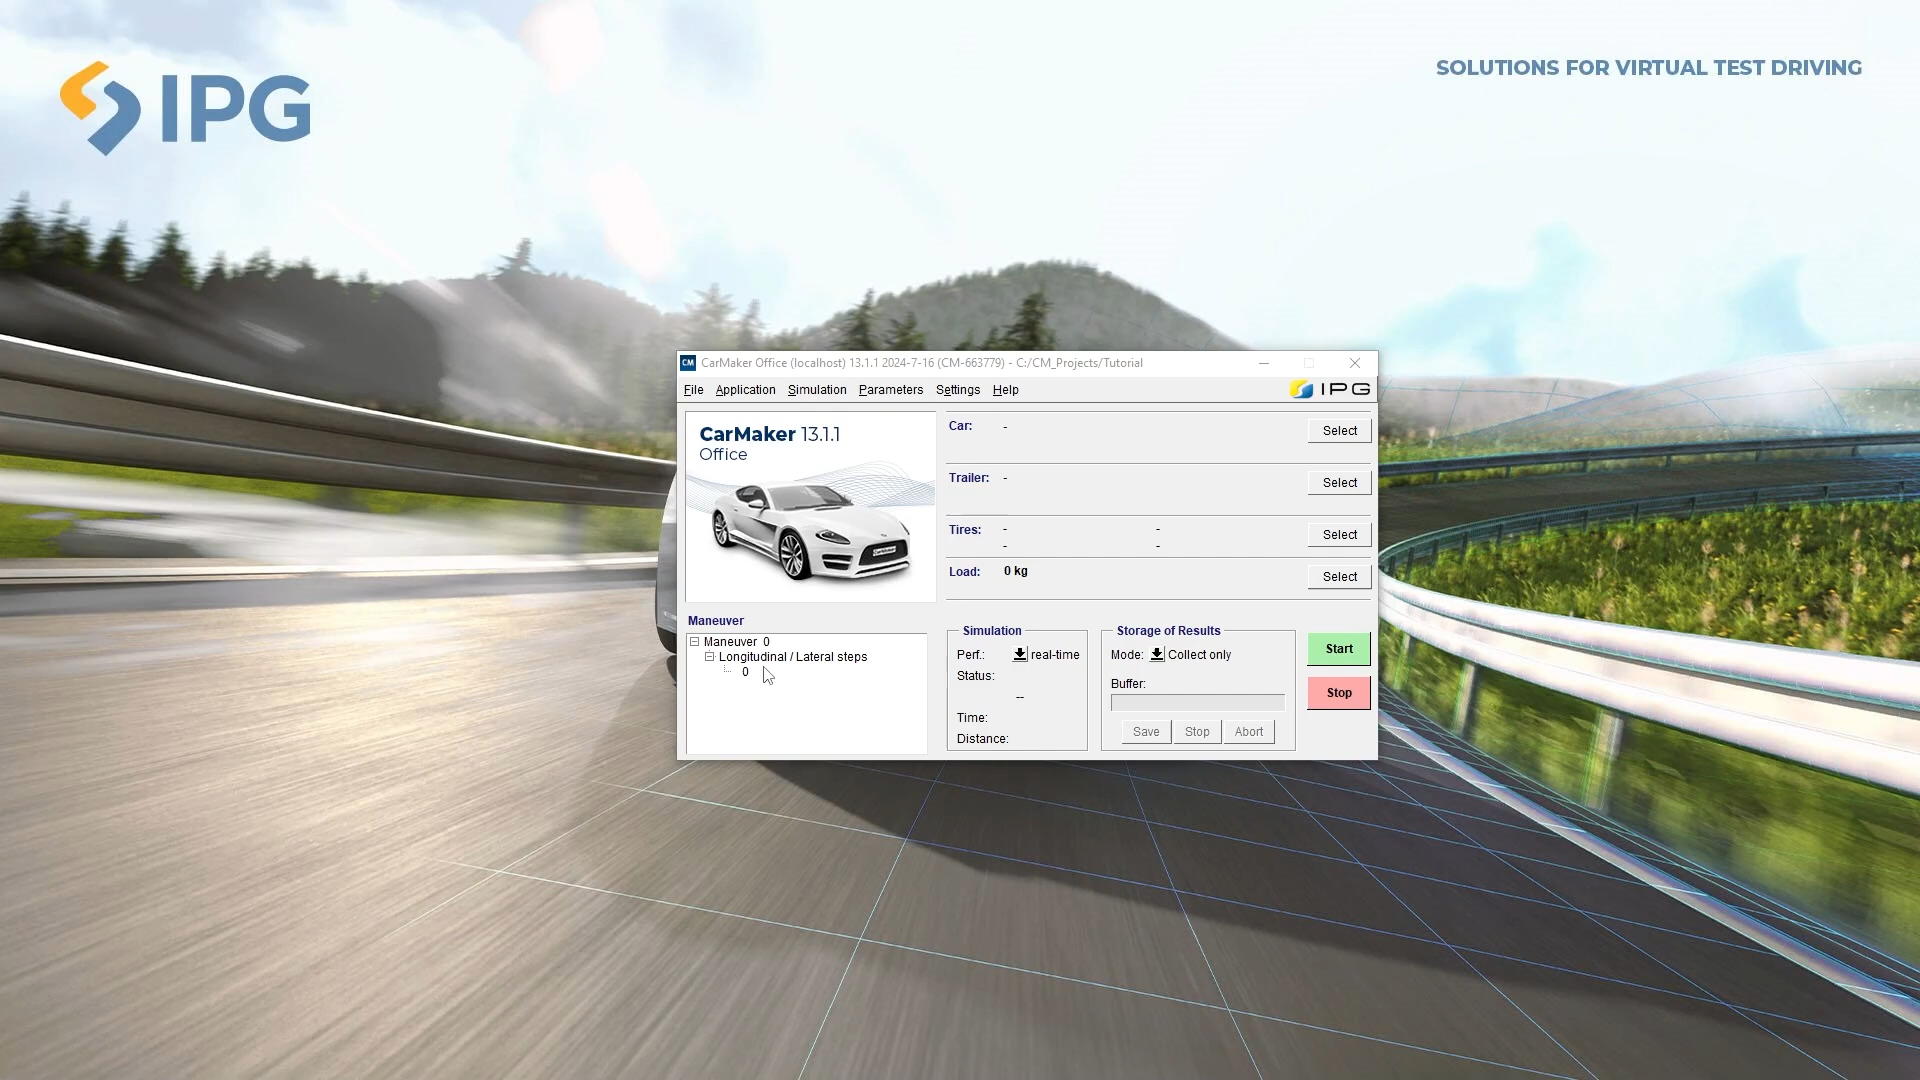 IPG
SOLUTIONS FOR VIRTUAL TEST DRIVING
CM CarMaker Office (localhost) 13.1.1 2024-7-16 (CM-663779) - C:/CM_Projects/Tutorial
File Application Simulation Parameters Settings Help
IPG
CarMaker 13.1.1
Office
CarMaker
Car: - Select
Trailer: - Select
Tires: - - Select
- -
Load: 0 kg Select
Maneuver
Maneuver 0
Longitudinal / Lateral steps
0
Simulation
Perf.: real-time
Status:
--
Time:
Distance:
Storage of Results
Mode: Collect only
Buffer:
Save Stop Abort
Start
Stop